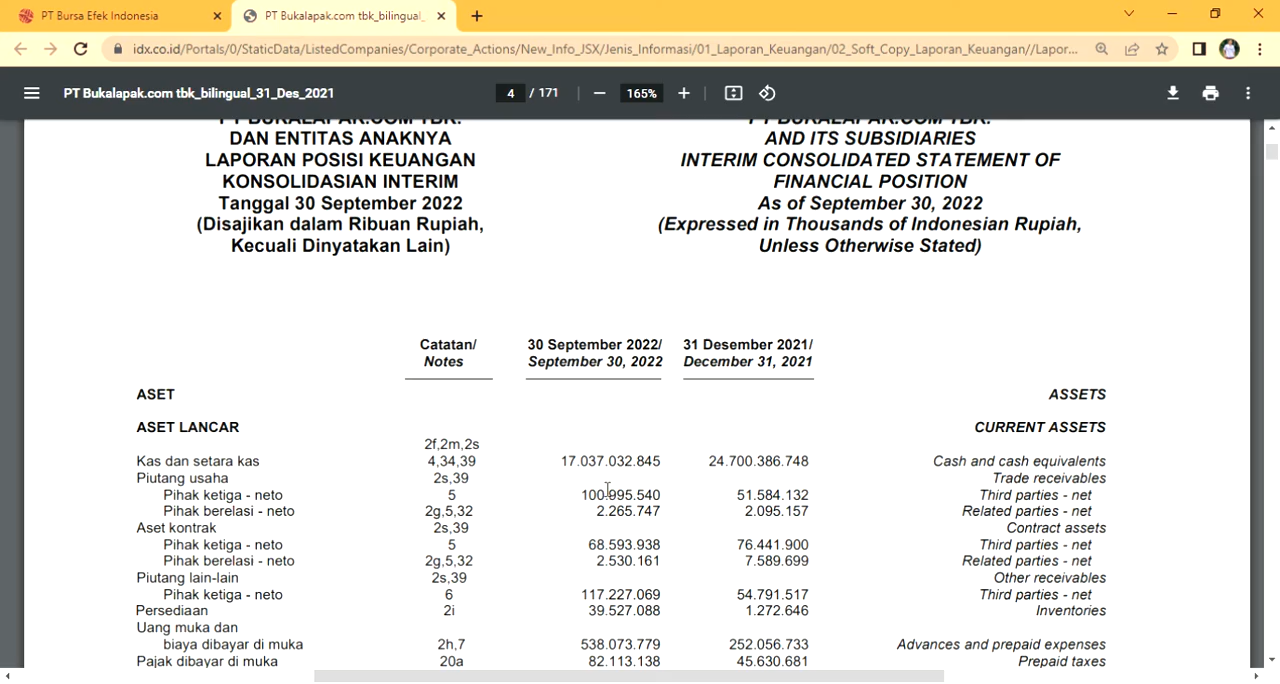 PT Bursa Efek Indonesia
PT Bukalapak.com tbk_bilingual_
idx.co.id/Portals/0/StaticData/ListedCompanies/Corporate_Actions/New_Info_JSX/Jenis_Informasi/01_Laporan_Keuangan/02_Soft_Copy_Laporan_Keuangan//Lapor...
PT Bukalapak.com tbk_bilingual_31_Des_2021
4 / 171
165%
PT BUKALAPAK.COM TBK. PT BUKALAPAK.COM TBK.
DAN ENTITAS ANAKNYA AND ITS SUBSIDIARIES
LAPORAN POSISI KEUANGAN INTERIM CONSOLIDATED STATEMENT OF
KONSOLIDASIAN INTERIM FINANCIAL POSITION
Tanggal 30 September 2022 As of September 30, 2022
(Disajikan dalam Ribuan Rupiah, (Expressed in Thousands of Indonesian Rupiah,
Kecuali Dinyatakan Lain) Unless Otherwise Stated)
Catatan/ 30 September 2022/ 31 Desember 2021/
Notes September 30, 2022 December 31, 2021
ASET ASSETS
ASET LANCAR CURRENT ASSETS
2f,2m,2s
Kas dan setara kas 4,34,39 17.037.032.845 24.700.386.748 Cash and cash equivalents
Piutang usaha 2s,39 Trade receivables
Pihak ketiga - neto 5 100.995.540 51.584.132 Third parties - net
Pihak berelasi - neto 2g,5,32 2.265.747 2.095.157 Related parties - net
Aset kontrak 2s,39 Contract assets
Pihak ketiga - neto 5 68.593.938 76.441.900 Third parties - net
Pihak berelasi - neto 2g,5,32 2.530.161 7.589.699 Related parties - net
Piutang lain-lain 2s,39 Other receivables
Pihak ketiga - neto 6 117.227.069 54.791.517 Third parties - net
Persediaan 2i 39.527.088 1.272.646 Inventories
Uang muka dan
biaya dibayar di muka 2h,7 538.073.779 252.056.733 Advances and prepaid expenses
Pajak dibayar di muka 20a 82.113.138 45.630.681 Prepaid taxes